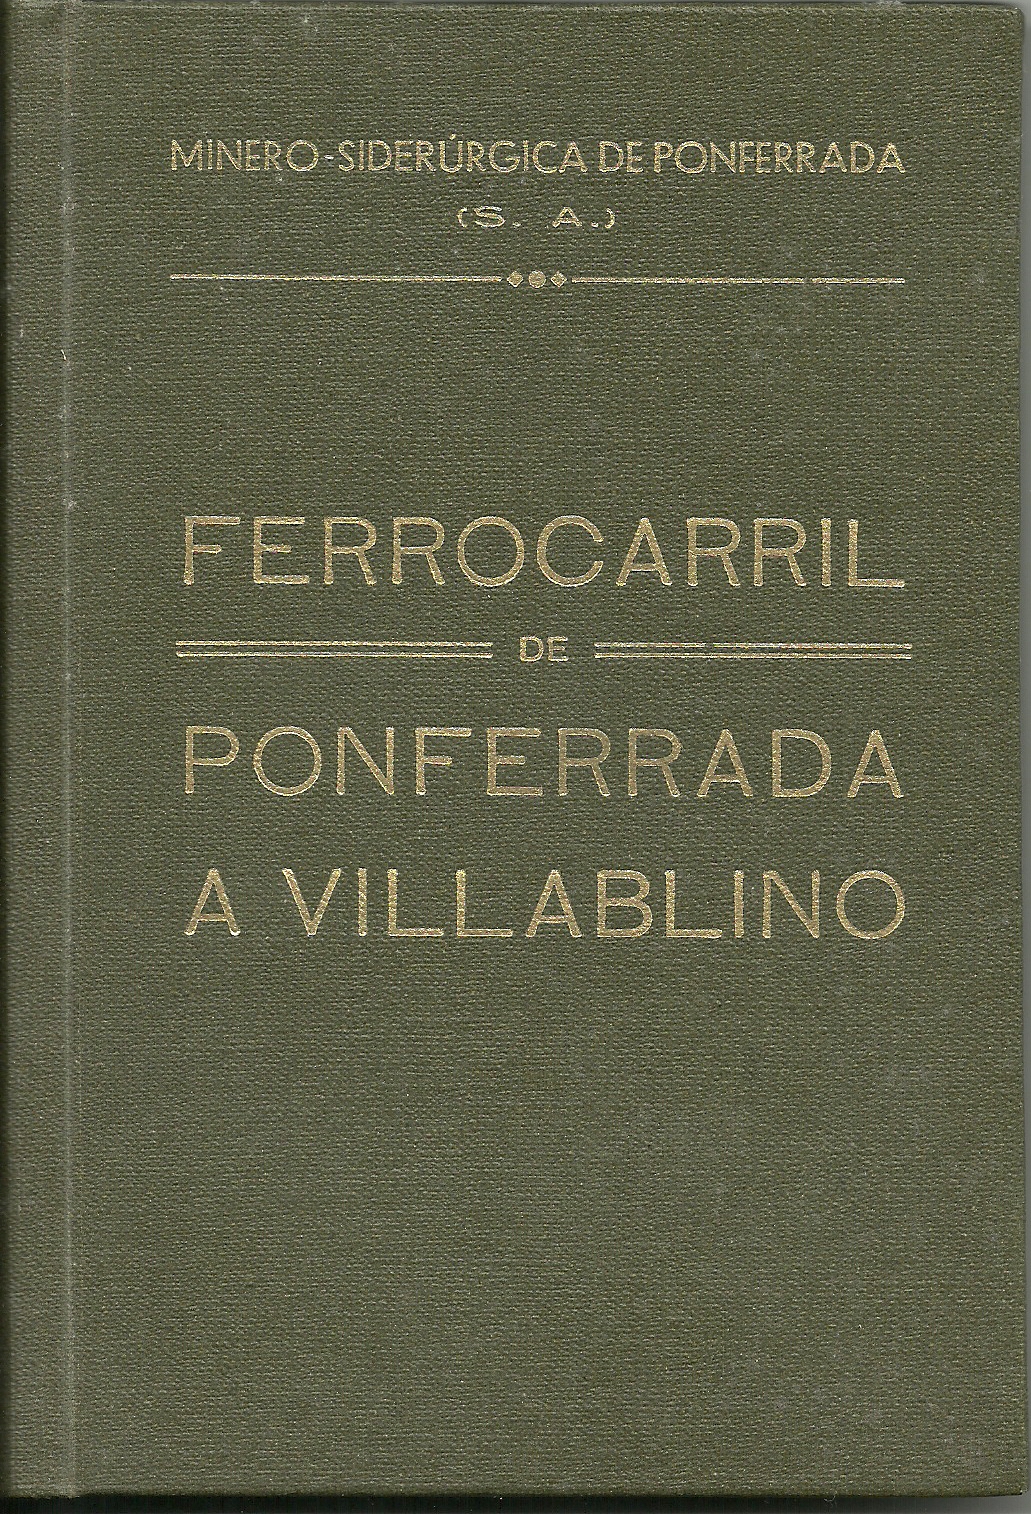 MINERO-SIDERÚRGICA DE PONFERRADA
(S. A.)
FERROCARRIL
DE
PONFERRADA
A VILLABLINO